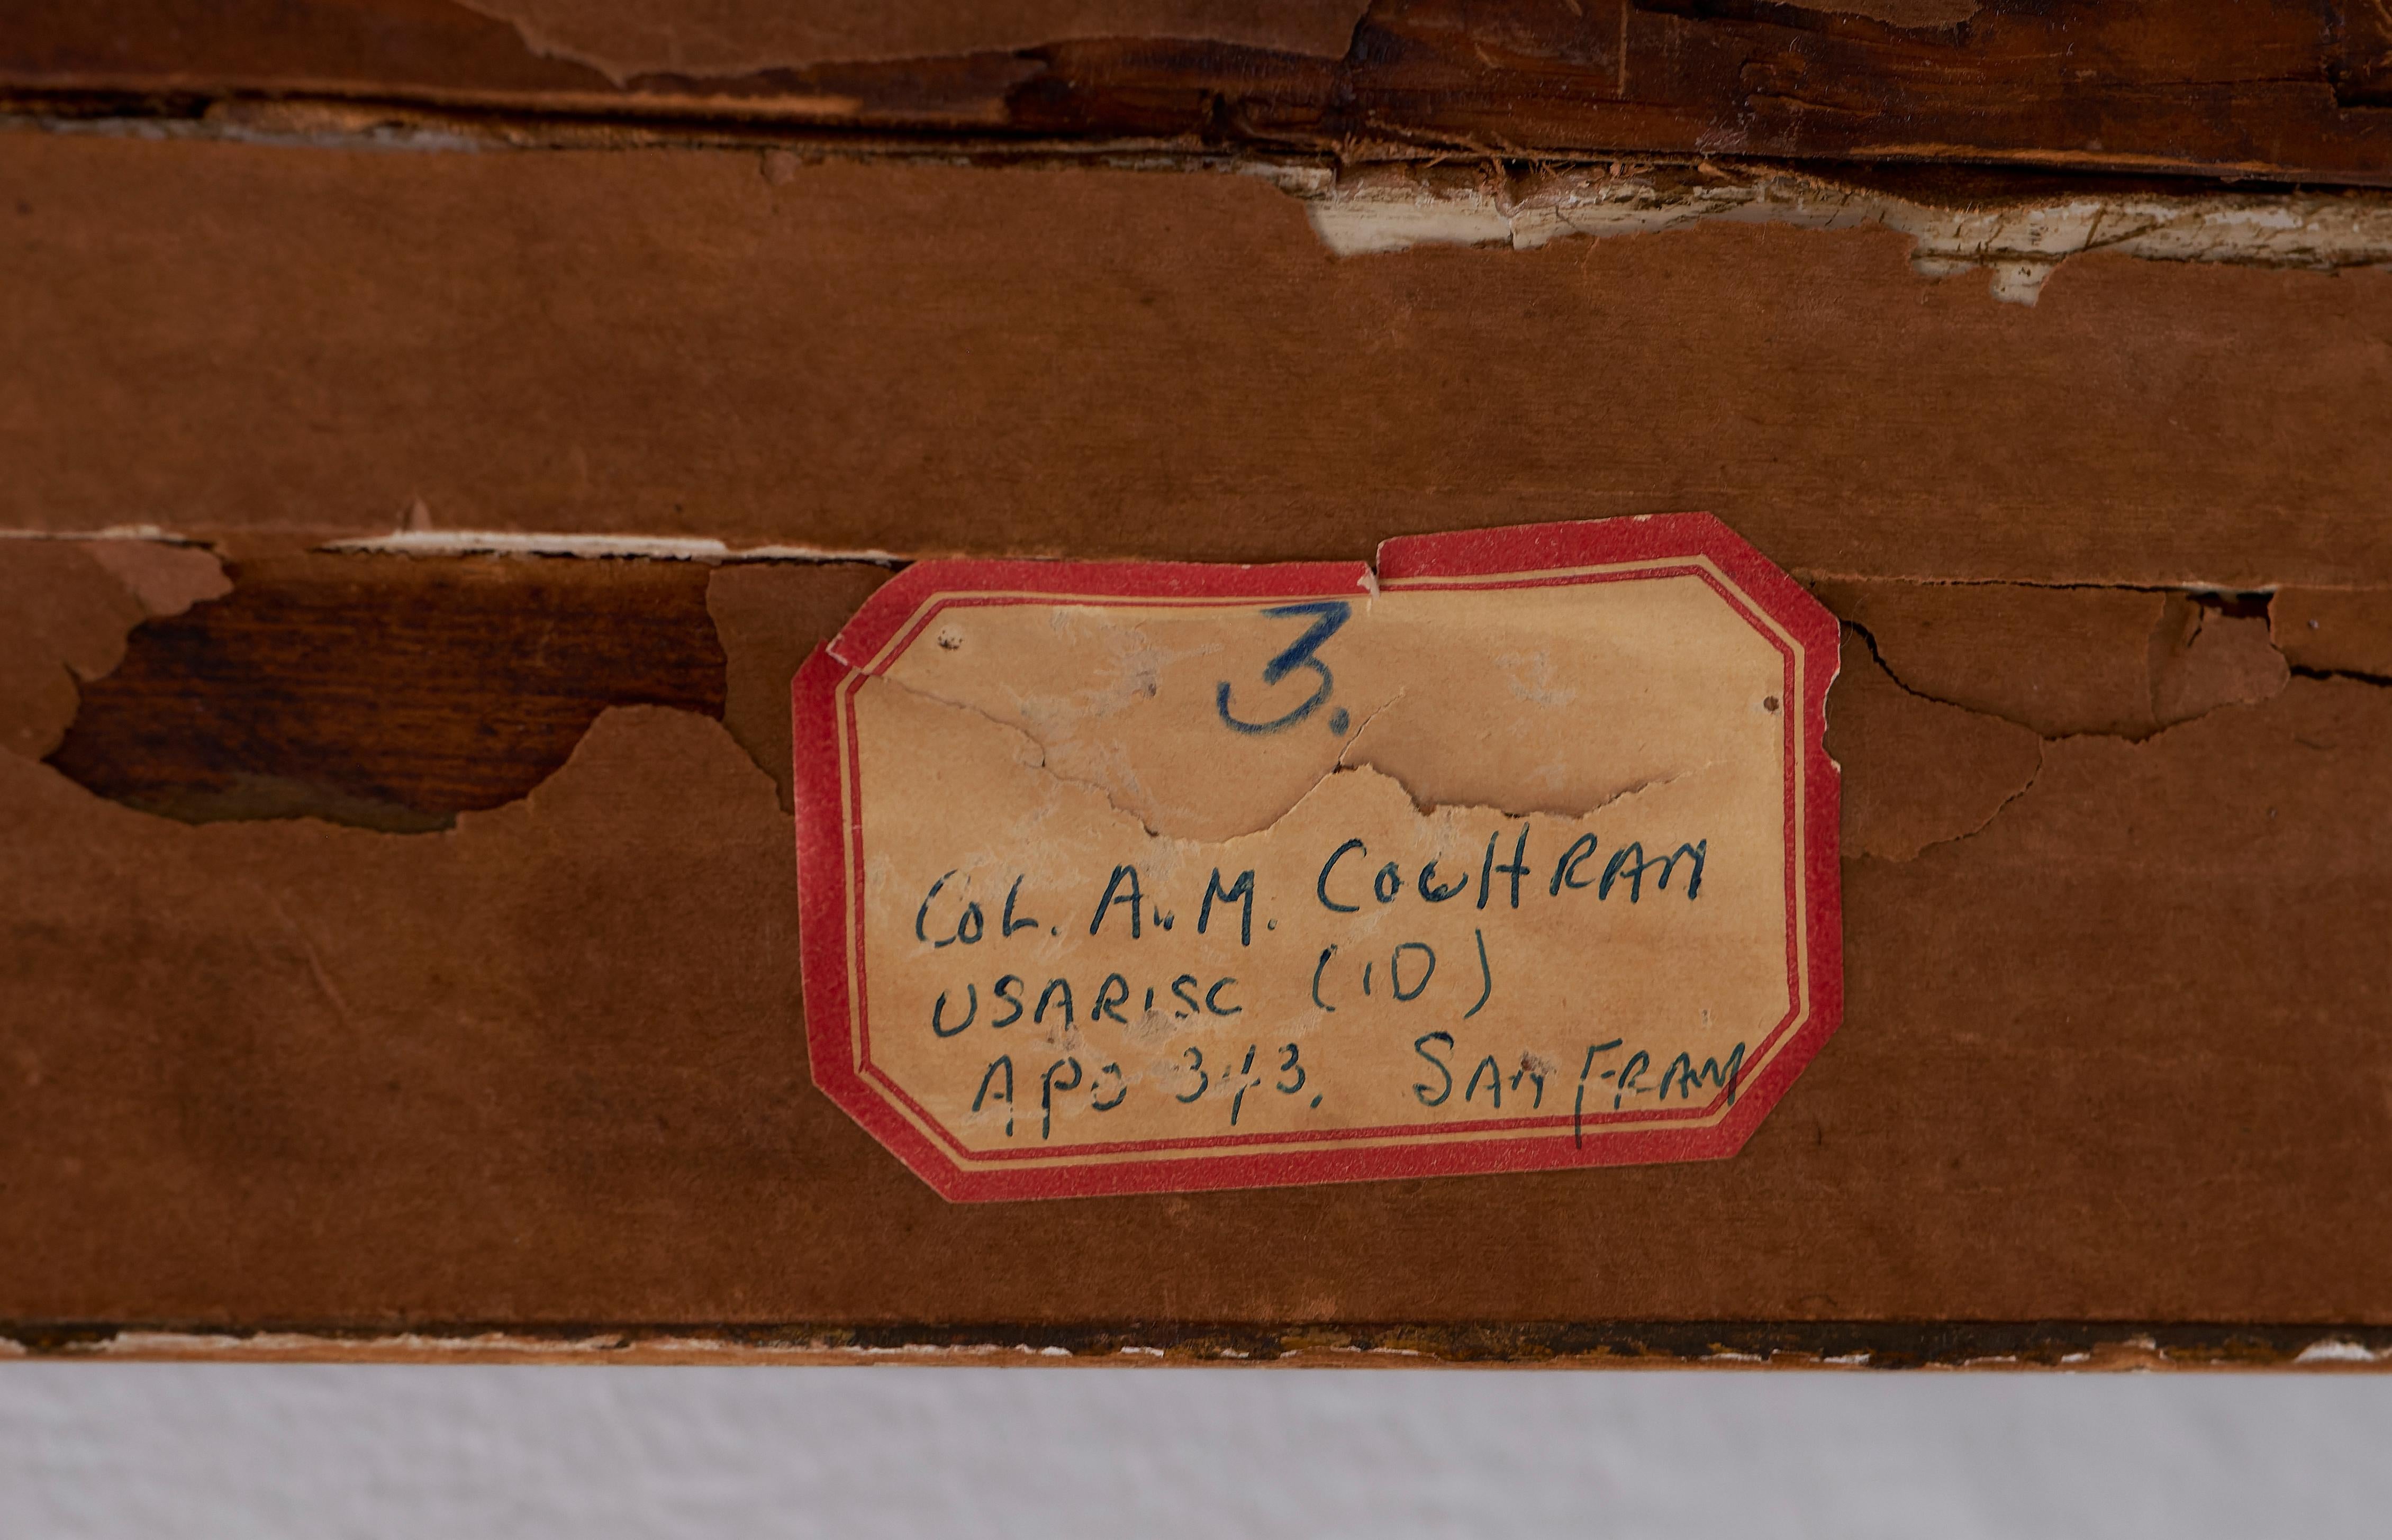 3.
COL. A. M. COCHRAN
USARISC (ID)
APO 343, SAN FRAN